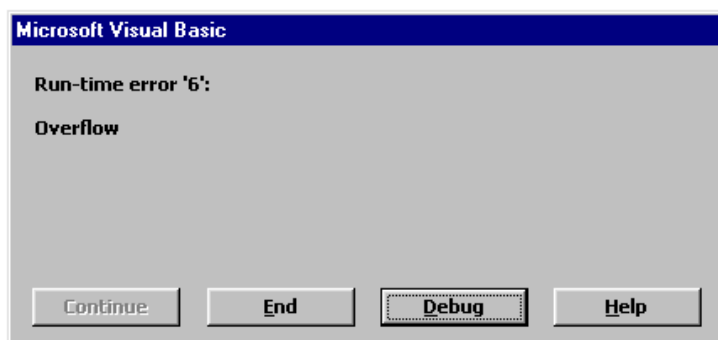 Microsoft Visual Basic
Run-time error '6':
Overflow
Continue End Debug Help